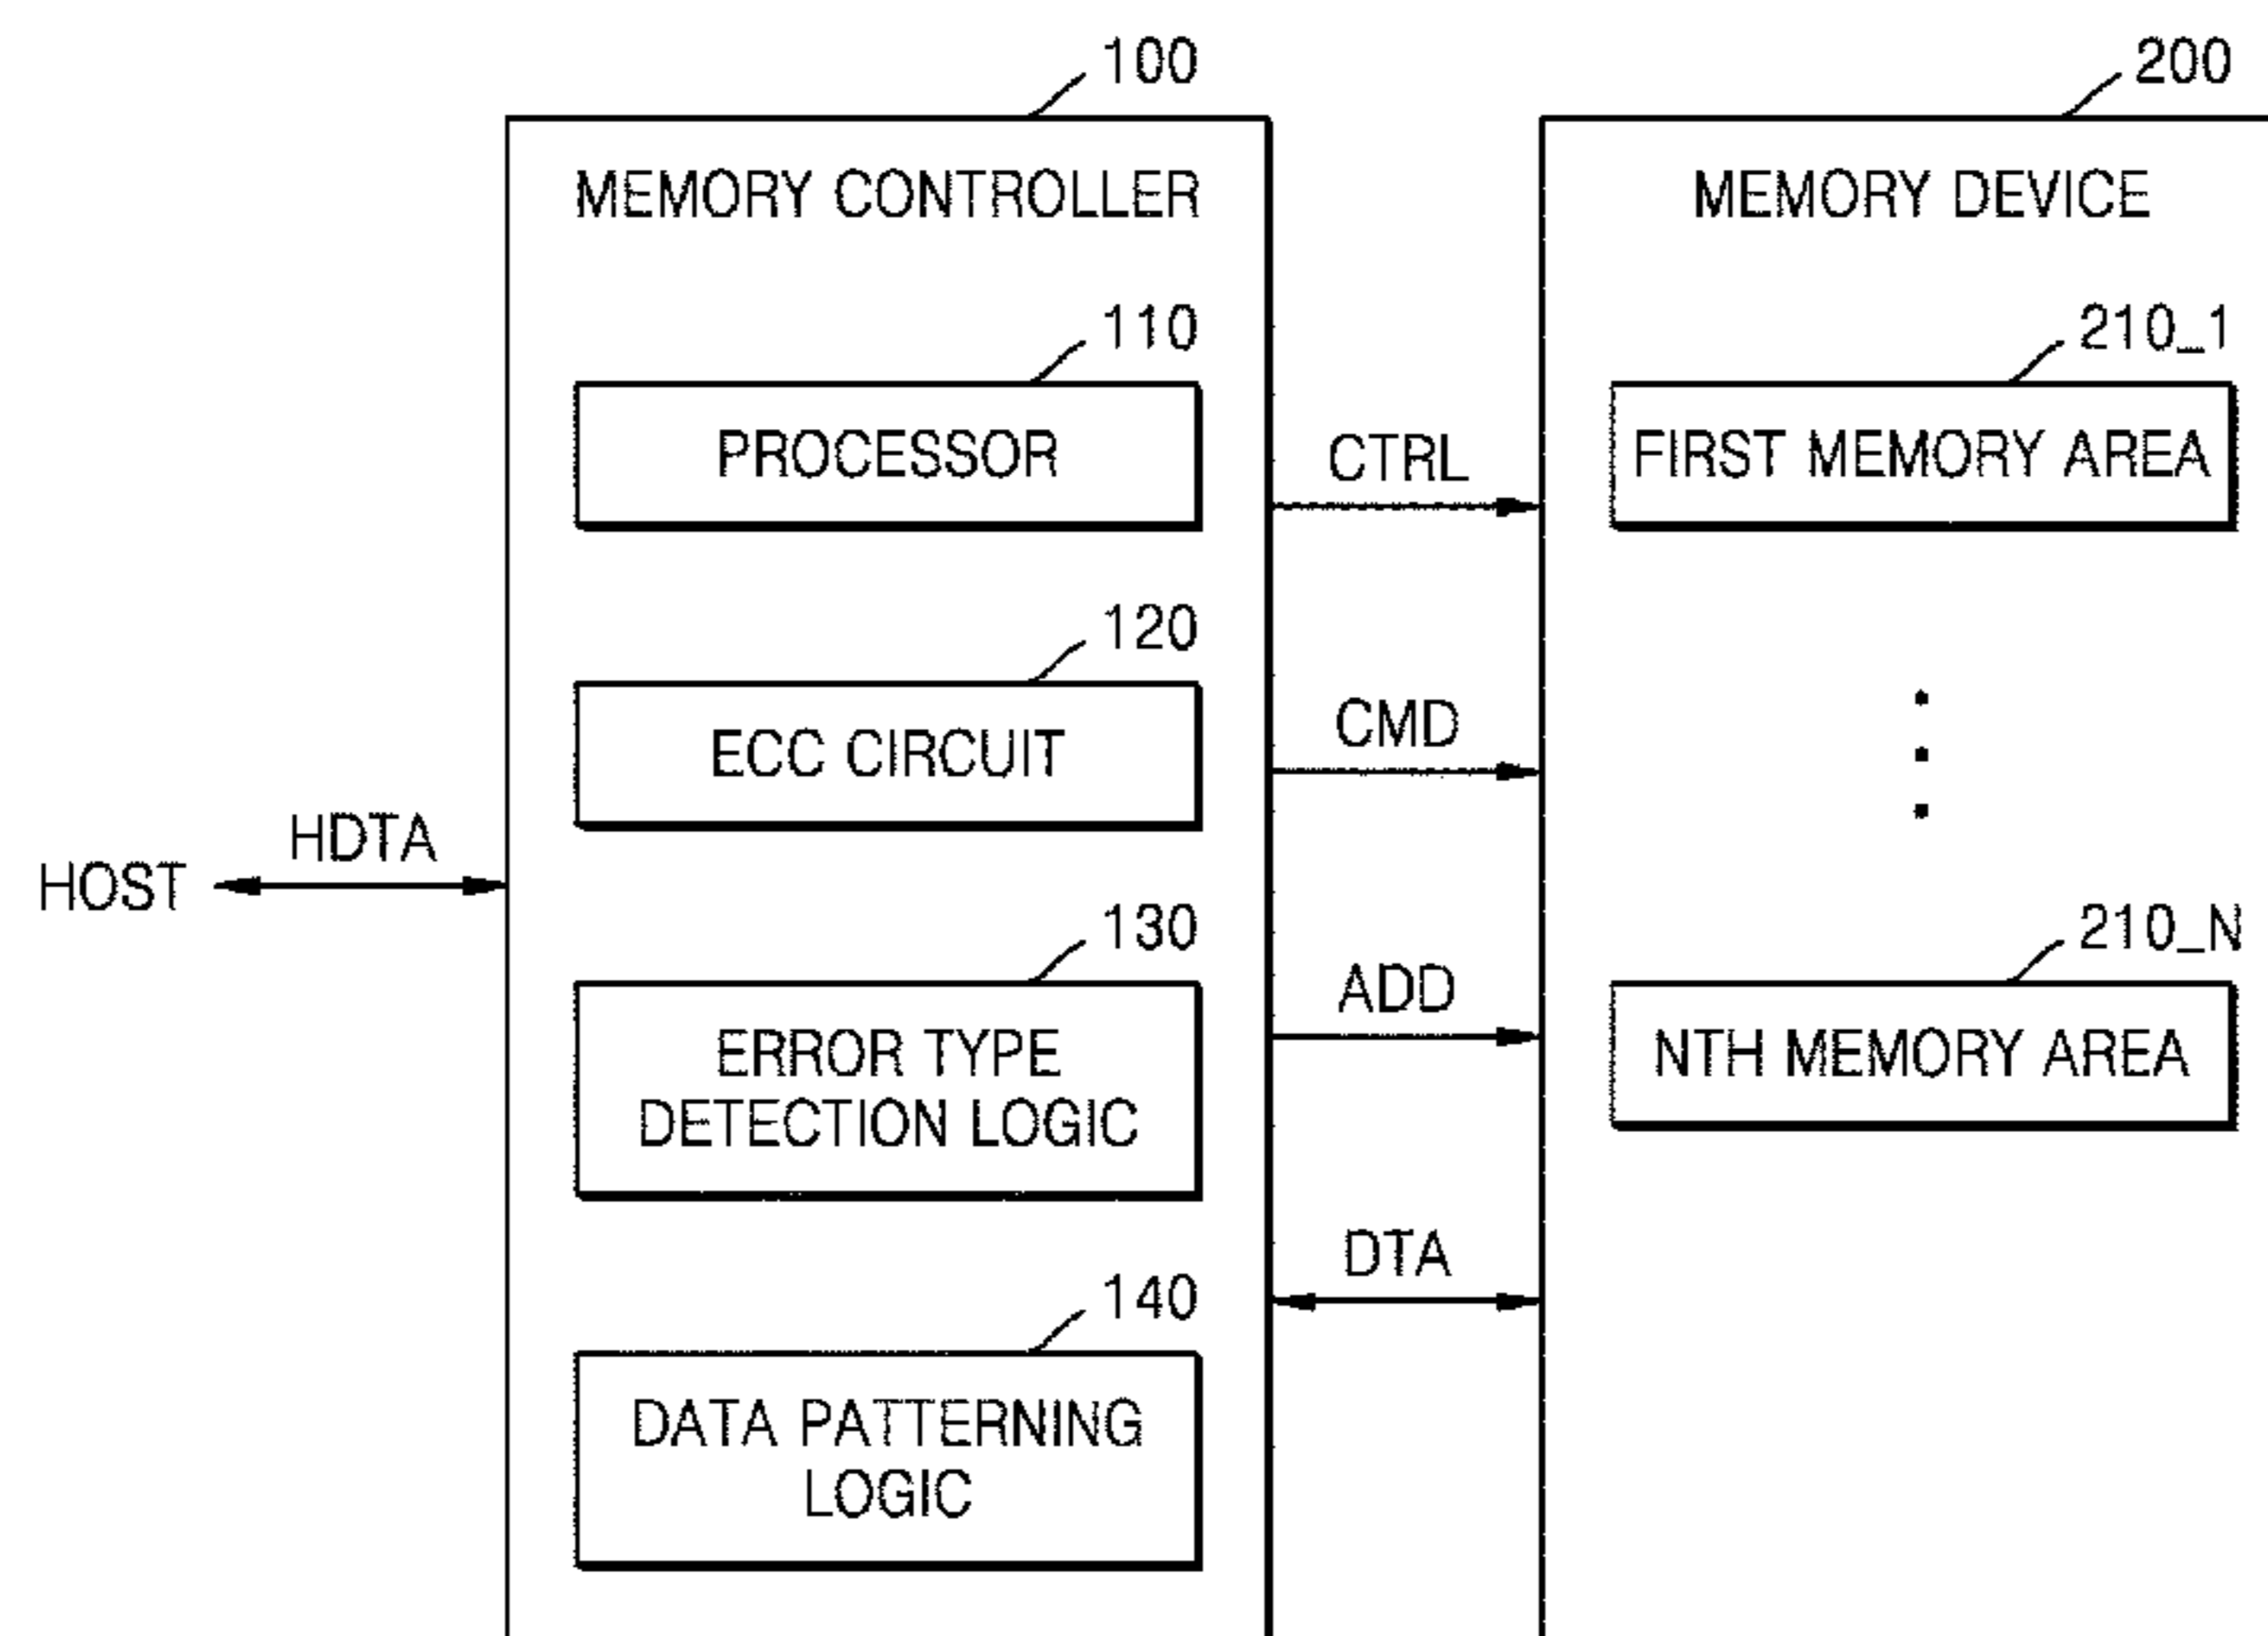 100
200
MEMORY CONTROLLER
MEMORY DEVICE
110
210_1
PROCESSOR
CTRL
FIRST MEMORY AREA
120
ECC CIRCUIT
CMD
HDTA
HOST
130
210_N
ERROR TYPE
DETECTION LOGIC
ADD
NTH MEMORY AREA
DTA
140
DATA PATTERNING
LOGIC